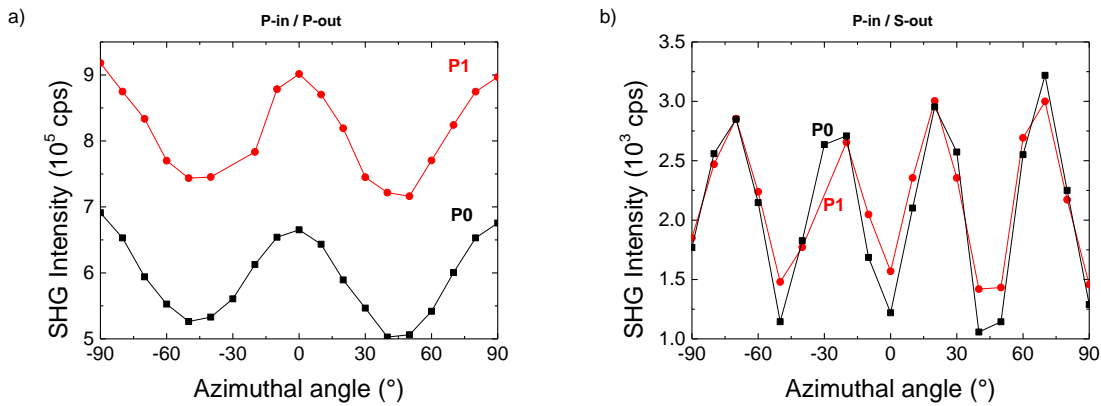 a)
P-in / P-out
SHG Intensity (10⁵ cps)
9
8
7
6
5
P1
P0
-90 -60 -30 0 30 60 90
Azimuthal angle (°)
b)
P-in / S-out
SHG Intensity (10³ cps)
3.5
3.0
2.5
2.0
1.5
1.0
P0
P1
-90 -60 -30 0 30 60 90
Azimuthal angle (°)